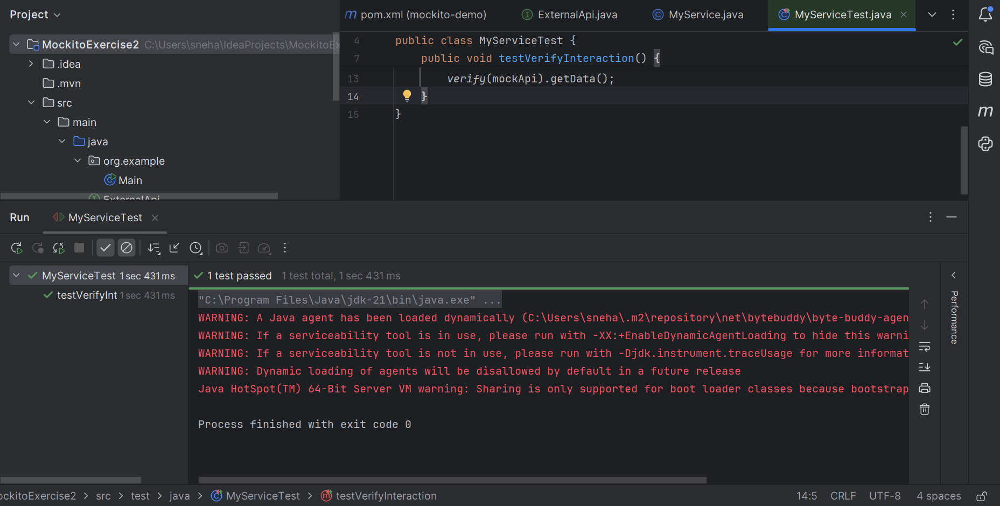 Project
pom.xml (mockito-demo)
ExternalApi.java
MyService.java
MyServiceTest.java
MockitoExercise2 C:\Users\sneha\IdeaProjects\MockitoEx
.idea
.mvn
src
main
java
org.example
Main
ExternalApi
4 public class MyServiceTest {
7 public void testVerifyInteraction() {
13 verify(mockApi).getData();
14 }
15 }
Run
MyServiceTest
MyServiceTest 1 sec 431 ms
testVerifyInt 1 sec 431 ms
1 test passed 1 test total, 1 sec 431 ms
"C:\Program Files\Java\jdk-21\bin\java.exe" ...
WARNING: A Java agent has been loaded dynamically (C:\Users\sneha\.m2\repository\net\bytebuddy\byte-buddy-agen
WARNING: If a serviceability tool is in use, please run with -XX:+EnableDynamicAgentLoading to hide this warni
WARNING: If a serviceability tool is not in use, please run with -Djdk.instrument.traceUsage for more informat
WARNING: Dynamic loading of agents will be disallowed by default in a future release
Java HotSpot(TM) 64-Bit Server VM warning: Sharing is only supported for boot loader classes because bootstrap
Process finished with exit code 0
Performance
ockitoExercise2 > src > test > java > MyServiceTest > testVerifyInteraction
14:5 CRLF UTF-8 4 spaces